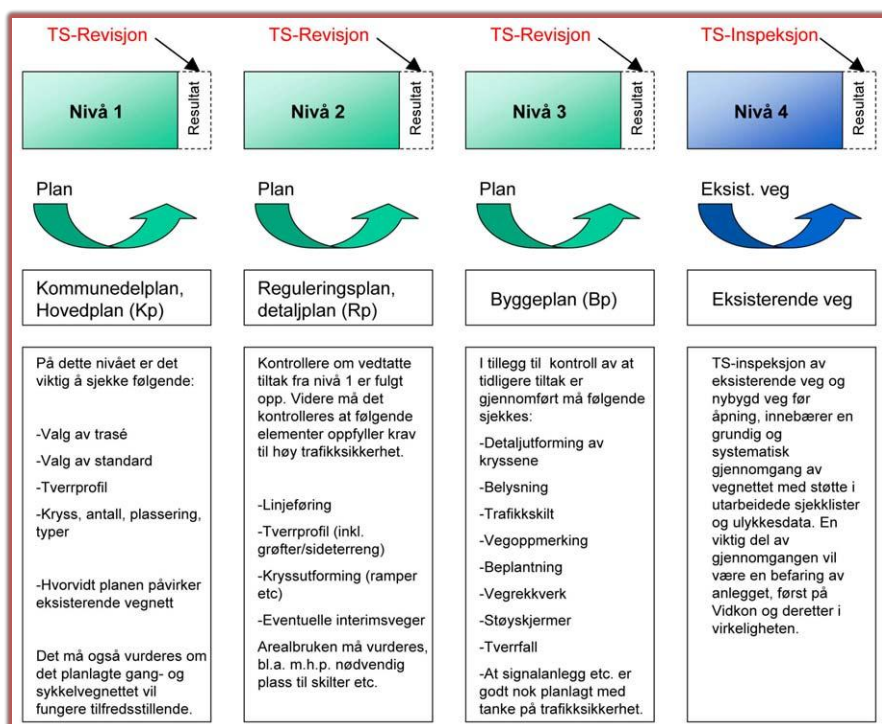 TS-Revisjon
Nivå 1
Resultat
Plan
Kommunedelplan,
Hovedplan (Kp)
På dette nivået er det
viktig å sjekke følgende:
-Valg av trasé
-Valg av standard
-Tverrprofil
-Kryss, antall, plassering,
typer
-Hvorvidt planen påvirker
eksisterende vegnett
Det må også vurderes om
det planlagte gang- og
sykkelvegnettet vil
fungere tilfredsstillende.
TS-Revisjon
Nivå 2
Resultat
Plan
Reguleringsplan,
detaljplan (Rp)
Kontrollere om vedtatte
tiltak fra nivå 1 er fulgt
opp. Videre må det
kontrolleres at følgende
elementer oppfyller krav
til høy trafikksikkerhet.
-Linjeføring
-Tverrprofil (inkl.
grøfter/sideterreng)
-Kryssutforming (ramper
etc)
-Eventuelle interimsveger
Arealbruken må vurderes,
bl.a. m.h.p. nødvendig
plass til skilter etc.
TS-Revisjon
Nivå 3
Resultat
Plan
Byggeplan (Bp)
I tillegg til kontroll av at
tidligere tiltak er
gjennomført må følgende
sjekkes:
-Detaljutforming av
kryssene
-Belysning
-Trafikkskilt
-Vegoppmerking
-Beplantning
-Vegrekkverk
-Støyskjermer
-Tverrfall
-At signalanlegg etc. er
godt nok planlagt med
tanke på trafikksikkerhet.
TS-Inspeksjon
Nivå 4
Resultat
Eksist. veg
Eksisterende veg
TS-inspeksjon av
eksisterende veg og
nybygd veg før
åpning, innebærer en
grundig og
systematisk
gjennomgang av
vegnettet med støtte i
utarbeidede sjekklister
og ulykkesdata. En
viktig del av
gjennomgangen vil
være en befaring av
anlegget, først på
Vidkon og deretter i
virkeligheten.